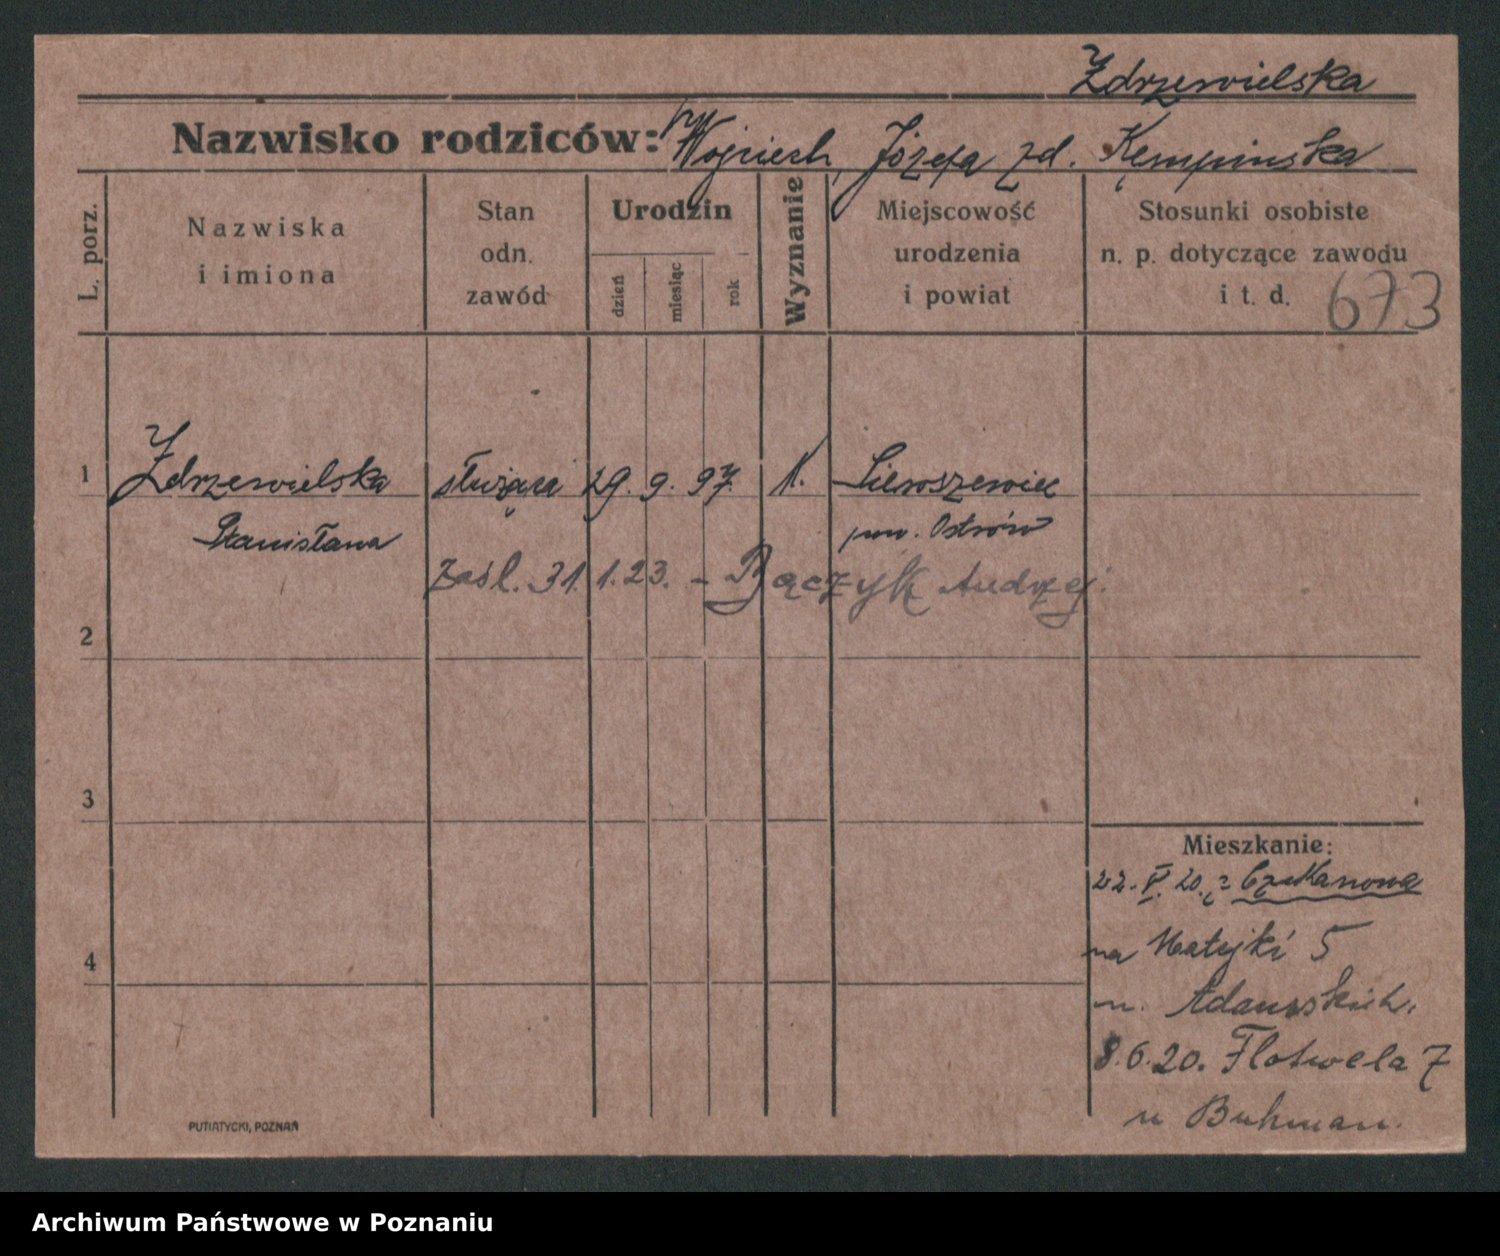 Zdrzewielska
Nazwisko rodziców: Wojciech, Józefa zd. Kempinska
L. porz.
Nazwiska
i imiona
Stan
odn.
zawód
Urodzin
dzień
miesiąc
rok
Wyznanie
Miejscowość
urodzenia
i powiat
Stosunki osobiste
n. p. dotyczące zawodu
i t. d.
673
1 Zdrzewielska służąca 29. 9. 97. Sieroszewice
Stanisława pow. Ostrów
Zaśl. 31.1.23. - Bączyk Andrzej
2
3
Mieszkanie:
22. V. 20. z Czekanowa
na Matejki 5
4
u. Adamskich.
8.6.20. Flotwela 7
u Buhman.
PUTIATYCKI, POZNAŃ
Archiwum Państwowe w Poznaniu